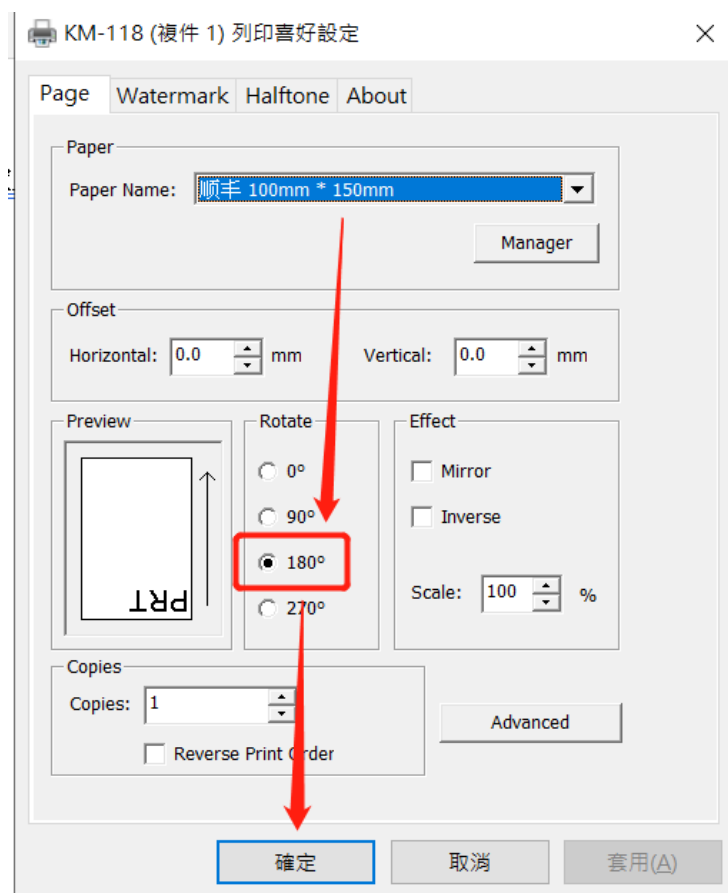 KM-118 (複件 1) 列印喜好設定
Page Watermark Halftone About
Paper
Paper Name: 顺丰 100mm * 150mm
Manager
Offset
Horizontal: 0.0 mm Vertical: 0.0 mm
Preview Rotate Effect
0° Mirror
90° Inverse
180°
PRT 270° Scale: 100 %
Copies
Copies: 1
Advanced
Reverse Print Order
確定 取消 套用(A)